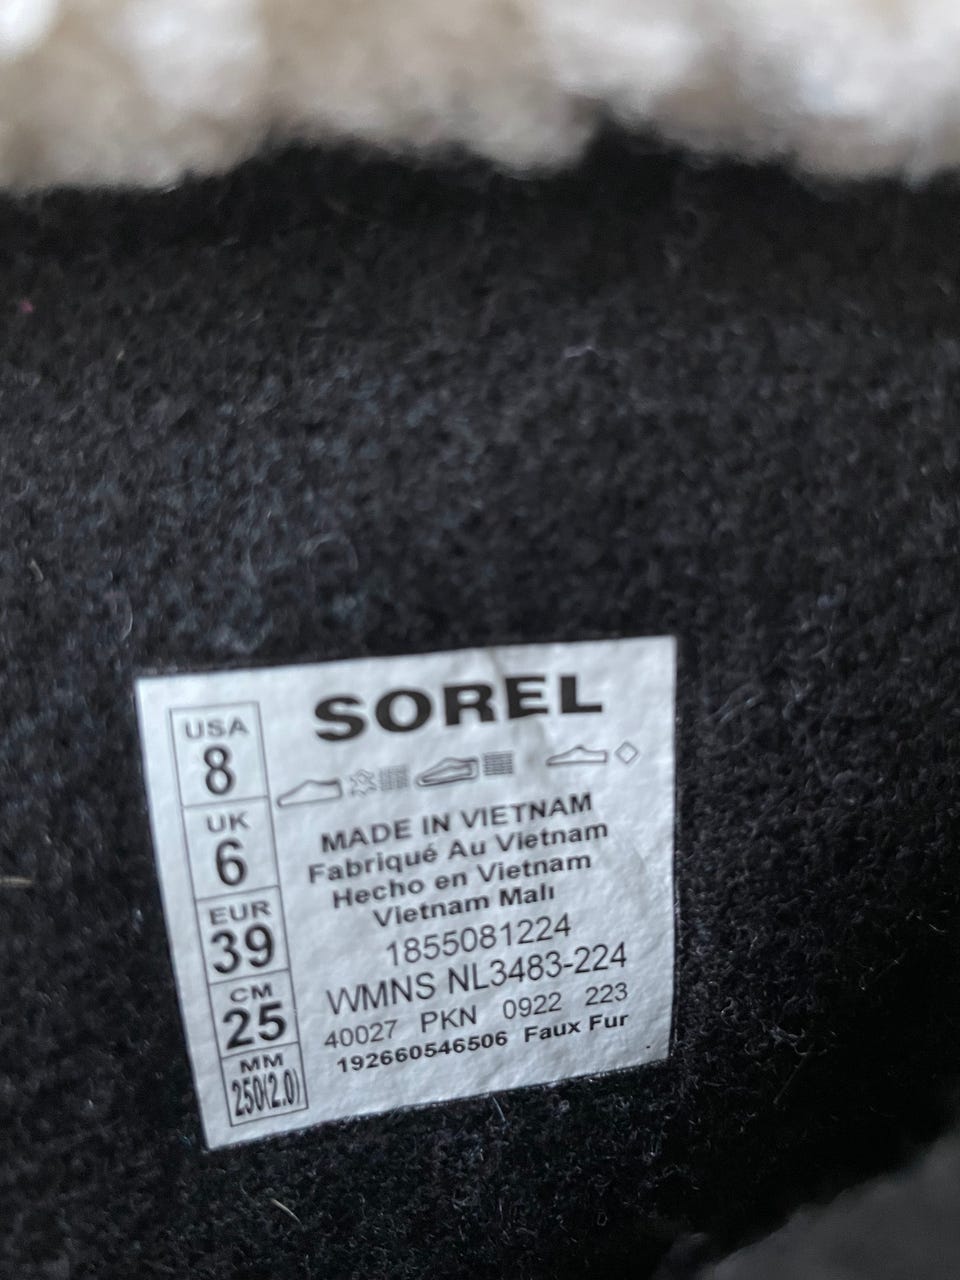 USA
8
UK
6
EUR
39
CM
25
MM
250(2.0)
SOREL
MADE IN VIETNAM
Fabriqué Au Vietnam
Hecho en Vietnam
Vietnam Malı
1855081224
WMNS NL3483-224
40027 PKN 0922 223
192660546506 Faux Fur